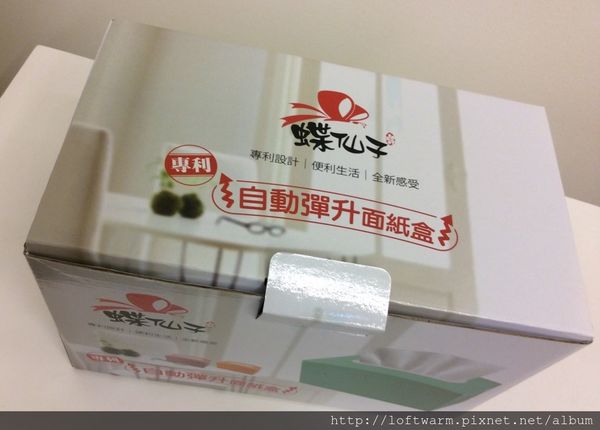 蝶仙子
專利設計｜便利生活｜全新感受
專利
自動彈升面紙盒
蝶仙子
專利
自動彈升面紙盒
http://loftwarm.pixnet.net/album